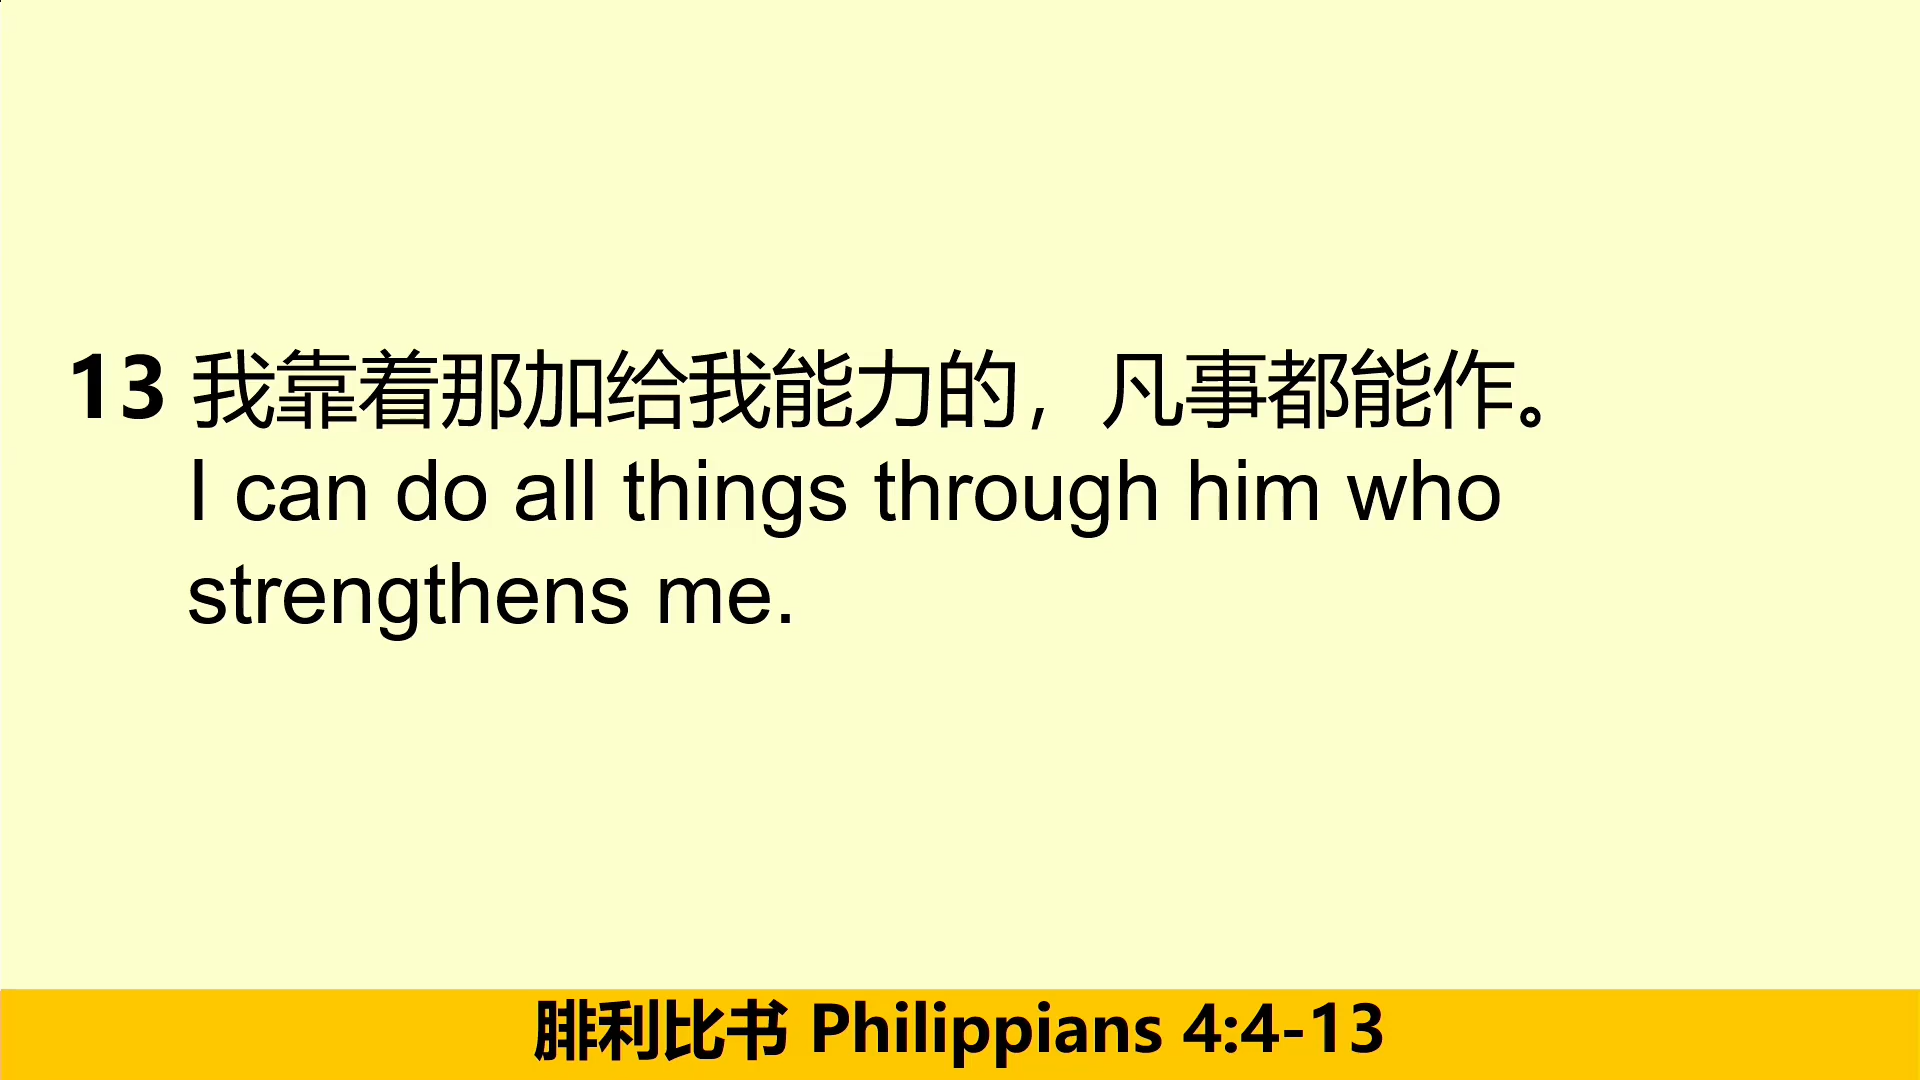 13 我靠着那加给我能力的，凡事都能作。
I can do all things through him who
strengthens me.
腓利比书 Philippians 4:4-13